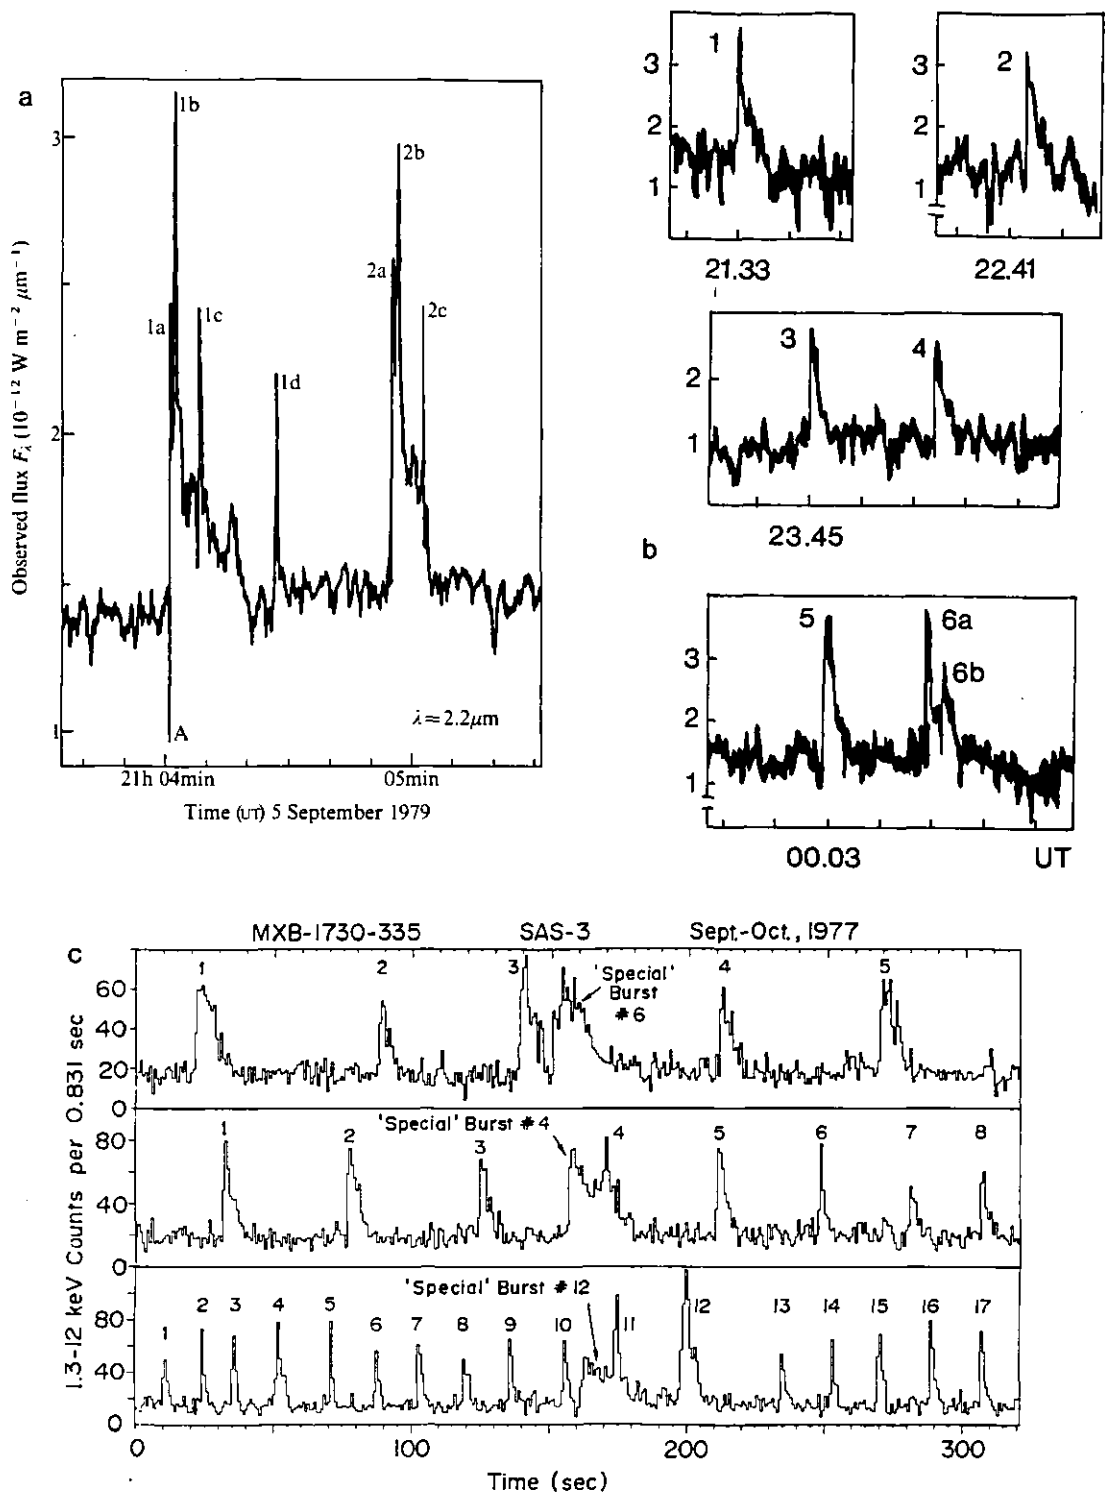 a
1b
2b
3
2a
1a
1c
2c
1d
2
1
A
λ=2.2μm
Observed flux Fλ (10⁻¹² W m⁻² μm⁻¹)
21h 04min
05min
Time (UT) 5 September 1979
1
3
2
1
21.33
2
3
2
1
22.41
3
4
2
1
23.45
b
5
6a
6b
3
2
1
00.03
UT
MXB-1730-335
SAS-3
Sept.-Oct., 1977
c
1
2
3
'Special'
Burst
#6
4
5
60
40
20
0
1
2
3
'Special' Burst #4
4
5
6
7
8
80
40
0
'Special' Burst #12
1
2
3
4
5
6
7
8
9
10
11
12
13
14
15
16
17
80
40
0
1.3-12 keV Counts per 0.831 sec
0
100
200
300
Time (sec)